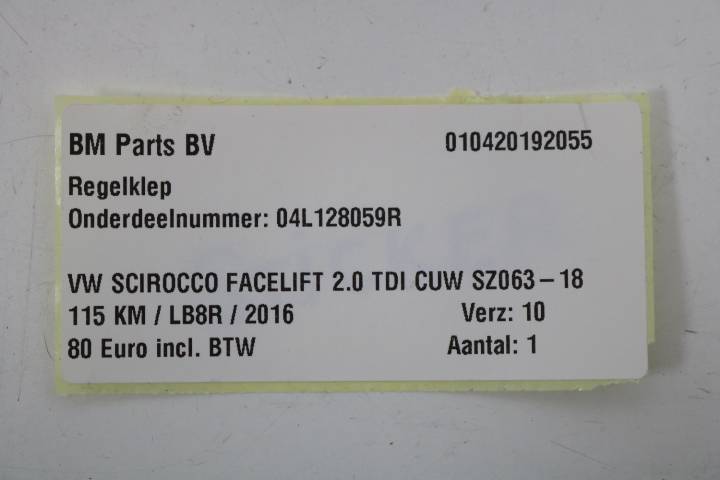 BM Parts BV 010420192055
Regelklep
Onderdeelnummer: 04L128059R
VW SCIROCCO FACELIFT 2.0 TDI CUW SZ063-18
115 KM / LB8R / 2016 Verz: 10
80 Euro incl. BTW Aantal: 1